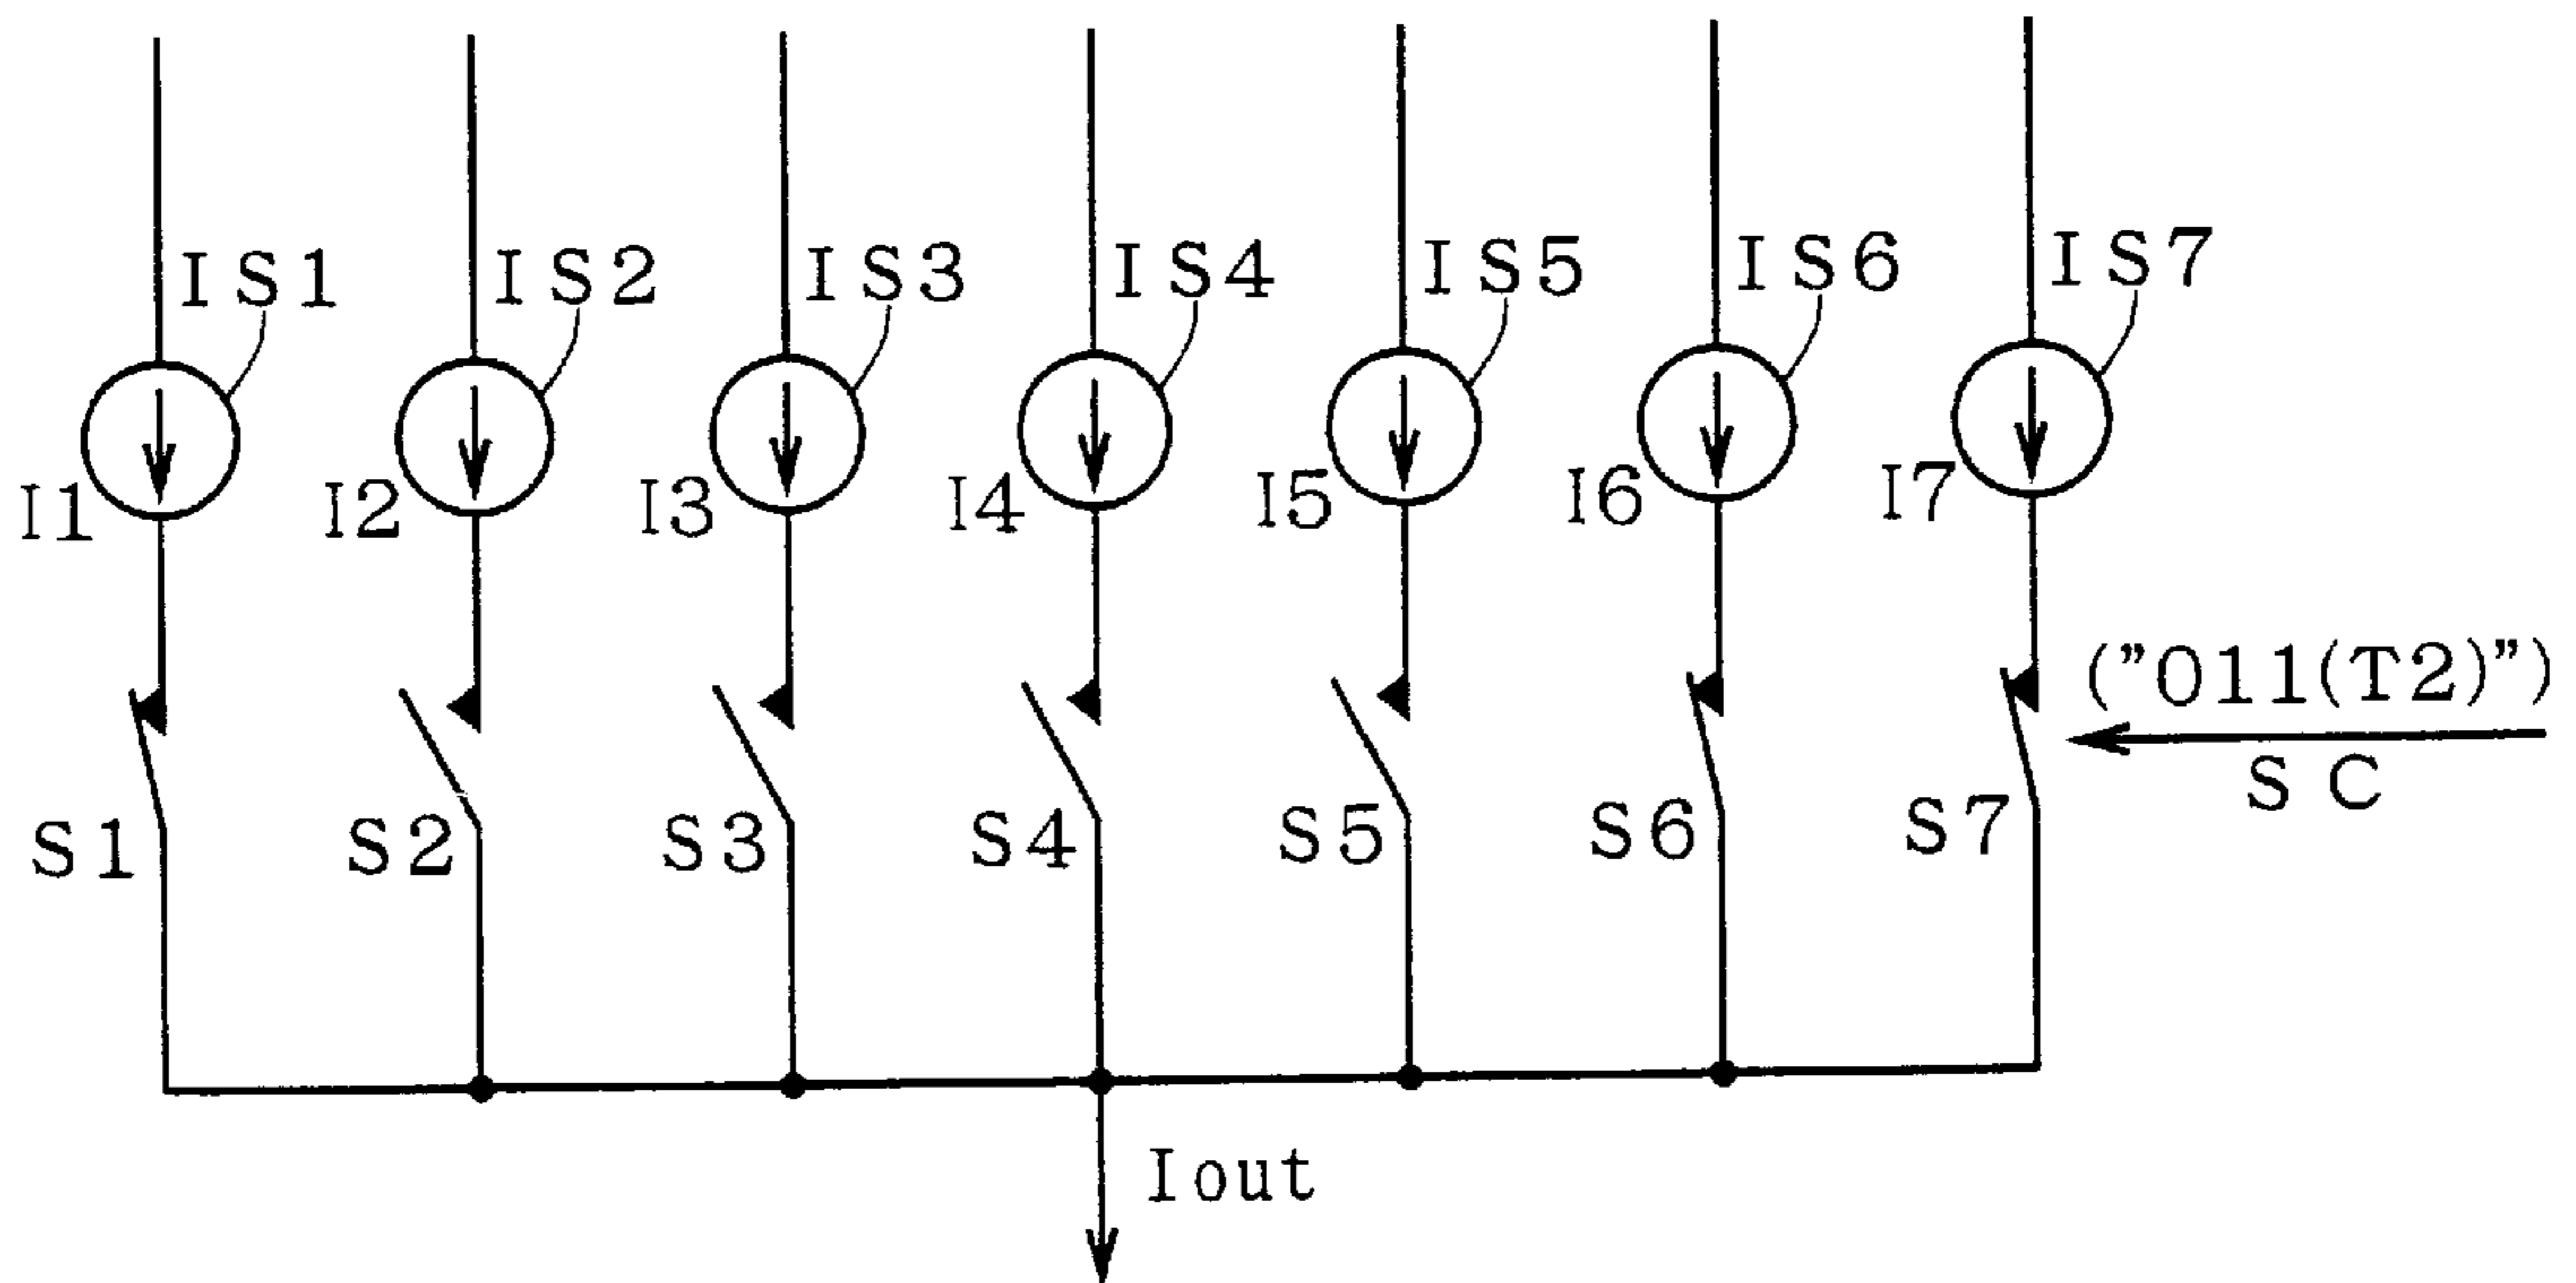 IS1 IS2 IS3 IS4 IS5 IS6 IS7
I1 I2 I3 I4 I5 I6 I7
("011(T2)")
SC
S1 S2 S3 S4 S5 S6 S7
Iout